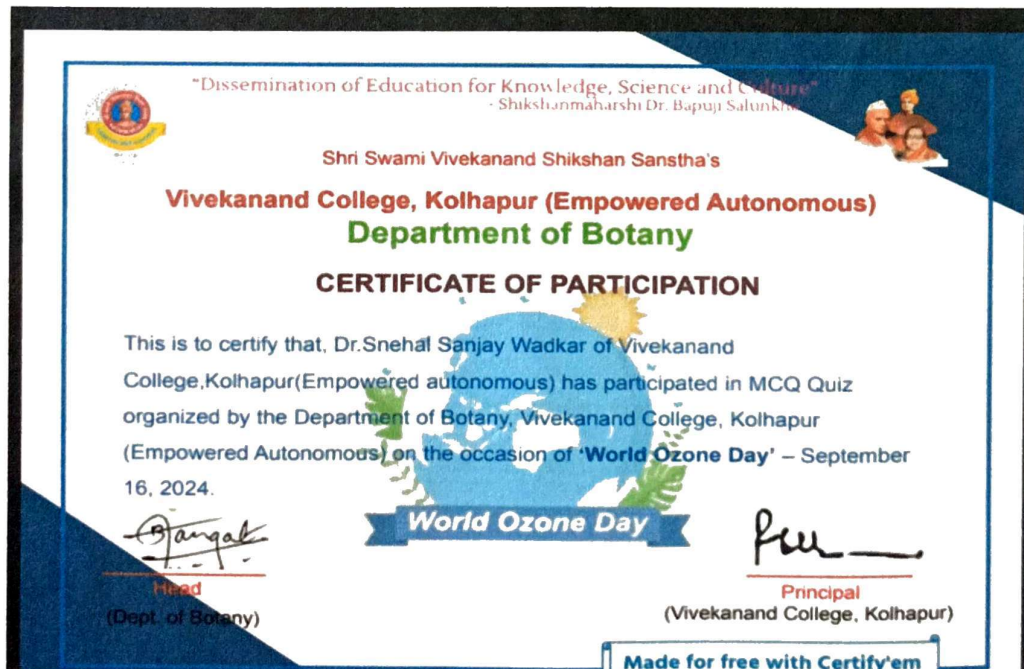 "Dissemination of Education for Knowledge, Science and Culture"
- Shikshanmaharshi Dr. Bapuji Salunkhe
Shri Swami Vivekanand Shikshan Sanstha's
Vivekanand College, Kolhapur (Empowered Autonomous)
Department of Botany
CERTIFICATE OF PARTICIPATION
This is to certify that, Dr.Snehal Sanjay Wadkar of Vivekanand
College,Kolhapur(Empowered autonomous) has participated in MCQ Quiz
organized by the Department of Botany, Vivekanand College, Kolhapur
(Empowered Autonomous) on the occasion of 'World Ozone Day' – September
16, 2024.
World Ozone Day
Head
(Dept. of Botany)
Principal
(Vivekanand College, Kolhapur)
Made for free with Certify'em